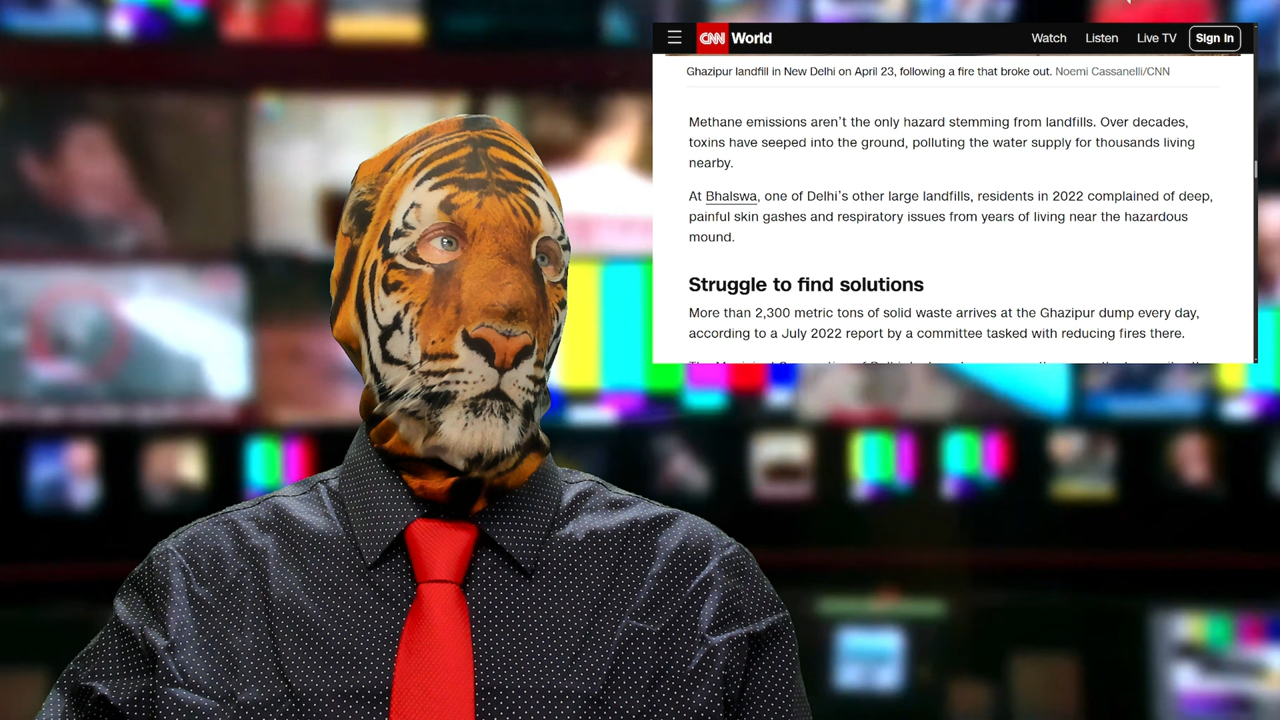 CNN World
Watch Listen Live TV Sign In
Ghazipur landfill in New Delhi on April 23, following a fire that broke out. Noemi Cassanelli/CNN
Methane emissions aren't the only hazard stemming from landfills. Over decades,
toxins have seeped into the ground, polluting the water supply for thousands living
nearby.
At Bhalswa, one of Delhi's other large landfills, residents in 2022 complained of deep,
painful skin gashes and respiratory issues from years of living near the hazardous
mound.
Struggle to find solutions
More than 2,300 metric tons of solid waste arrives at the Ghazipur dump every day,
according to a July 2022 report by a committee tasked with reducing fires there.